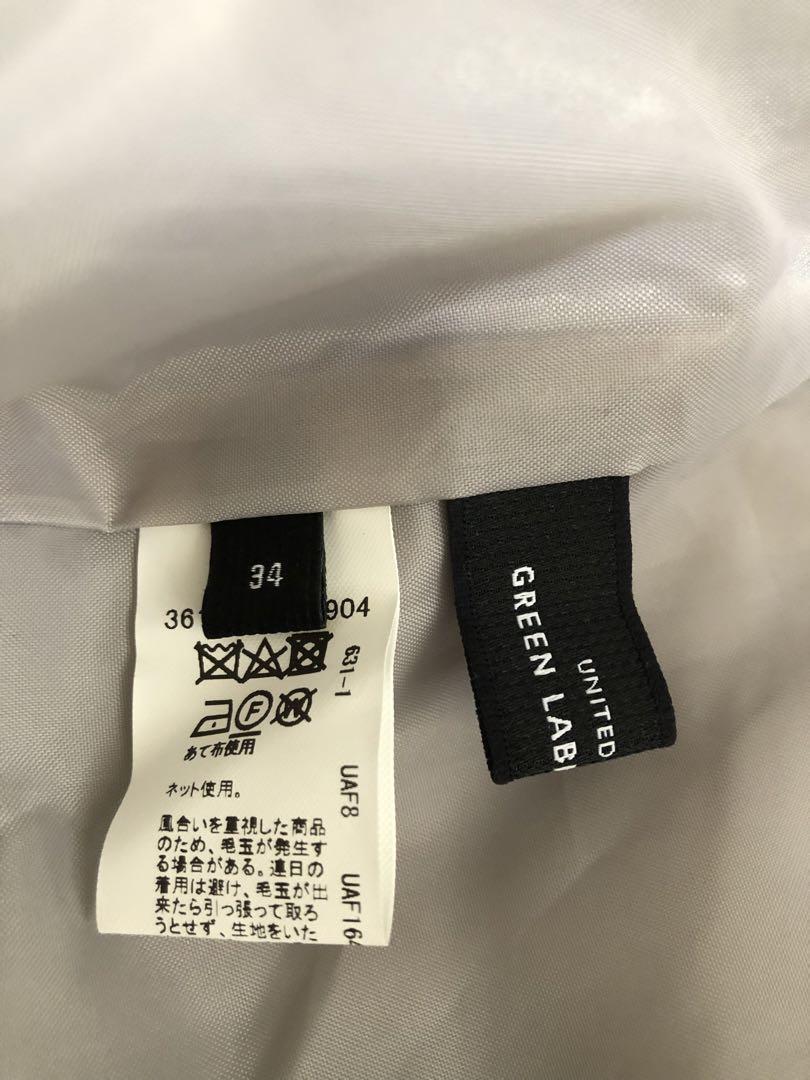 34
361
904
631-1
F
W
あて布使用
ネット使用。
風合いを重視した商品
のため、毛玉が発生す
る場合がある。連日の
着用は避け、毛玉が出
来たら引っ張って取ろ
うとせず、生地をいた
UAF8
UAF164
UNITED
GREEN LAB